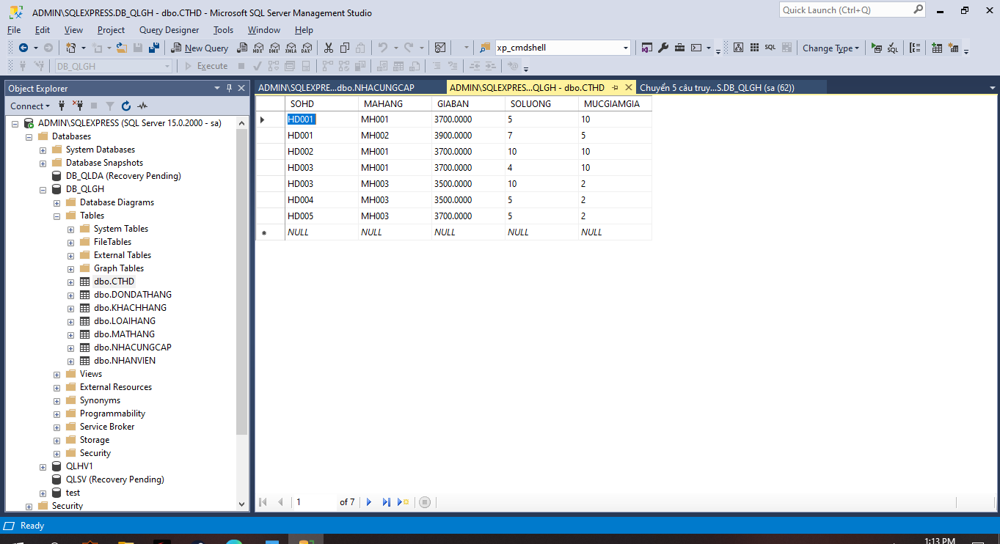 ADMIN\SQLEXPRESS.DB_QLGH - dbo.CTHD - Microsoft SQL Server Management Studio
Quick Launch (Ctrl+Q)
File Edit View Project Query Designer Tools Window Help
New Query MDX DMX XMLA DAX xp_cmdshell SQL Change Type SQL
DB_QLGH Execute
Object Explorer
Connect
ADMIN\SQLEXPRESS (SQL Server 15.0.2000 - sa)
Databases
System Databases
Database Snapshots
DB_QLDA (Recovery Pending)
DB_QLGH
Database Diagrams
Tables
System Tables
FileTables
External Tables
Graph Tables
dbo.CTHD
dbo.DONDATHANG
dbo.KHACHHANG
dbo.LOAIHANG
dbo.MATHANG
dbo.NHACUNGCAP
dbo.NHANVIEN
Views
External Resources
Synonyms
Programmability
Service Broker
Storage
Security
QLHV1
QLSV (Recovery Pending)
test
Security
ADMIN\SQLEXPRE...dbo.NHACUNGCAP ADMIN\SQLEXPRES...QLGH - dbo.CTHD Chuyển 5 câu truy...S.DB_QLGH (sa (62))
SOHD MAHANG GIABAN SOLUONG MUCGIAMGIA
HD001 MH001 3700.0000 5 10
HD001 MH002 3900.0000 7 5
HD002 MH001 3700.0000 10 10
HD003 MH001 3700.0000 4 10
HD003 MH003 3500.0000 10 2
HD004 MH003 3500.0000 5 2
HD005 MH003 3700.0000 5 2
NULL NULL NULL NULL NULL
1 of 7
Ready
1:13 PM